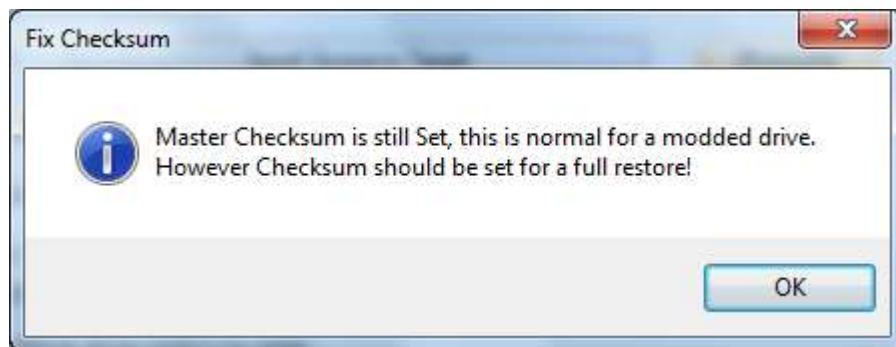 Fix Checksum
Master Checksum is still Set, this is normal for a modded drive.
However Checksum should be set for a full restore!
OK